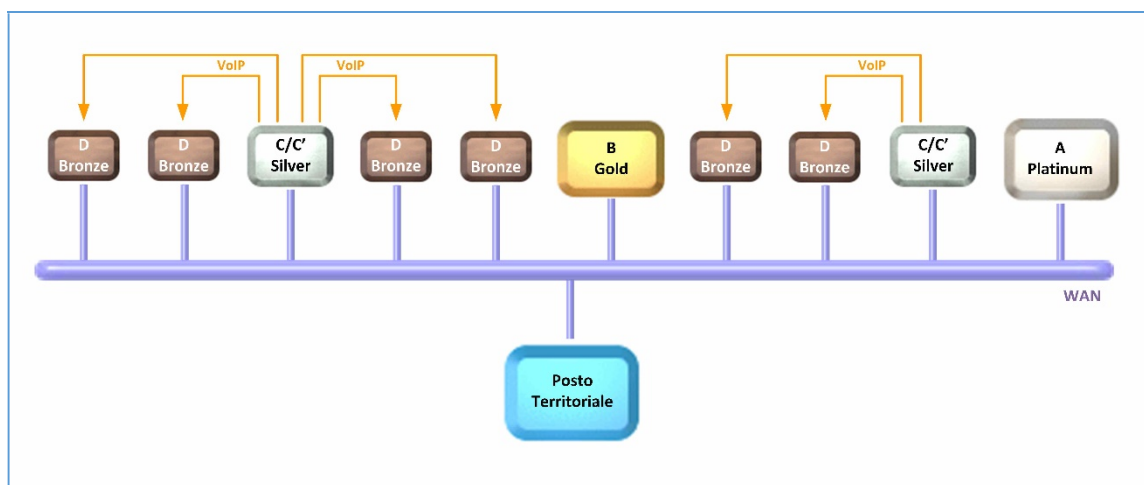 VoIP
VoIP
VoIP
D
Bronze
D
Bronze
C/C'
Silver
D
Bronze
D
Bronze
B
Gold
D
Bronze
D
Bronze
C/C'
Silver
A
Platinum
WAN
Posto
Territoriale